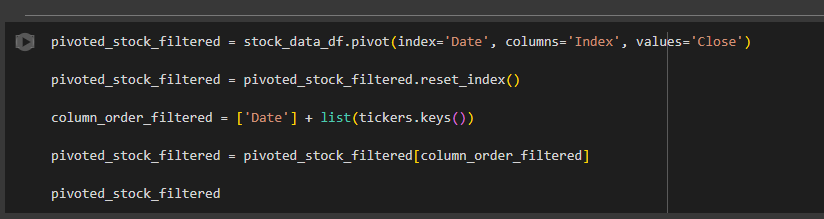 pivoted_stock_filtered = stock_data_df.pivot(index='Date', columns='Index', values='Close')
pivoted_stock_filtered = pivoted_stock_filtered.reset_index()
column_order_filtered = ['Date'] + list(tickers.keys())
pivoted_stock_filtered = pivoted_stock_filtered[column_order_filtered]
pivoted_stock_filtered